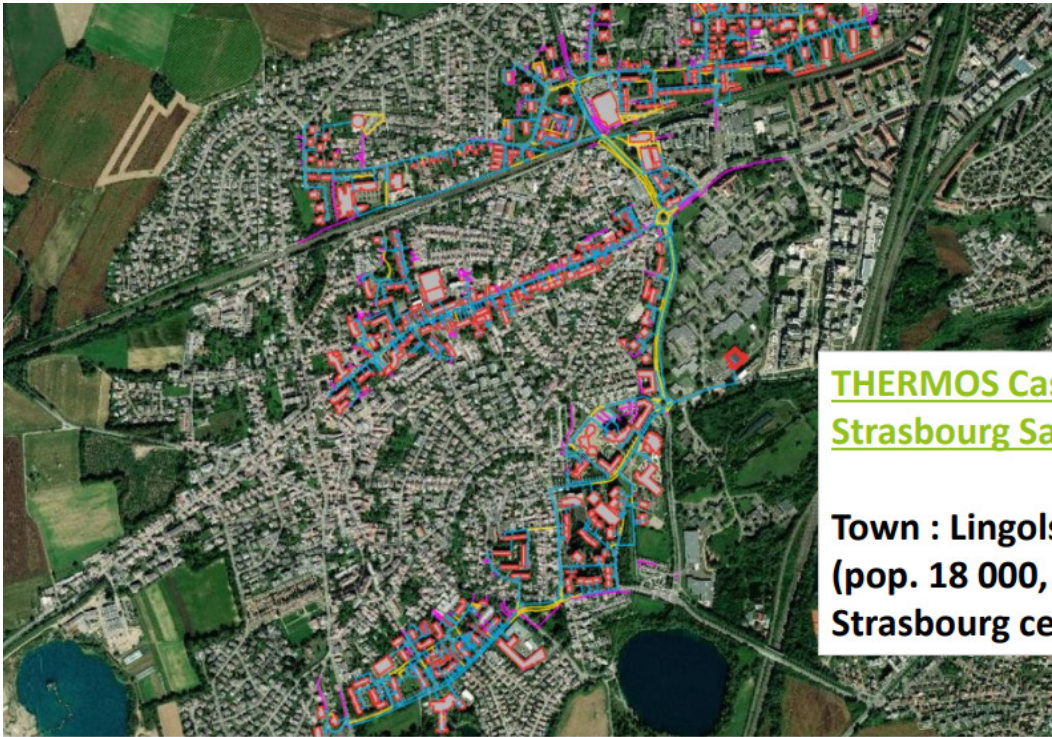 THERMOS Cas
Strasbourg Sa
Town : Lingols
(pop. 18 000,
Strasbourg ce